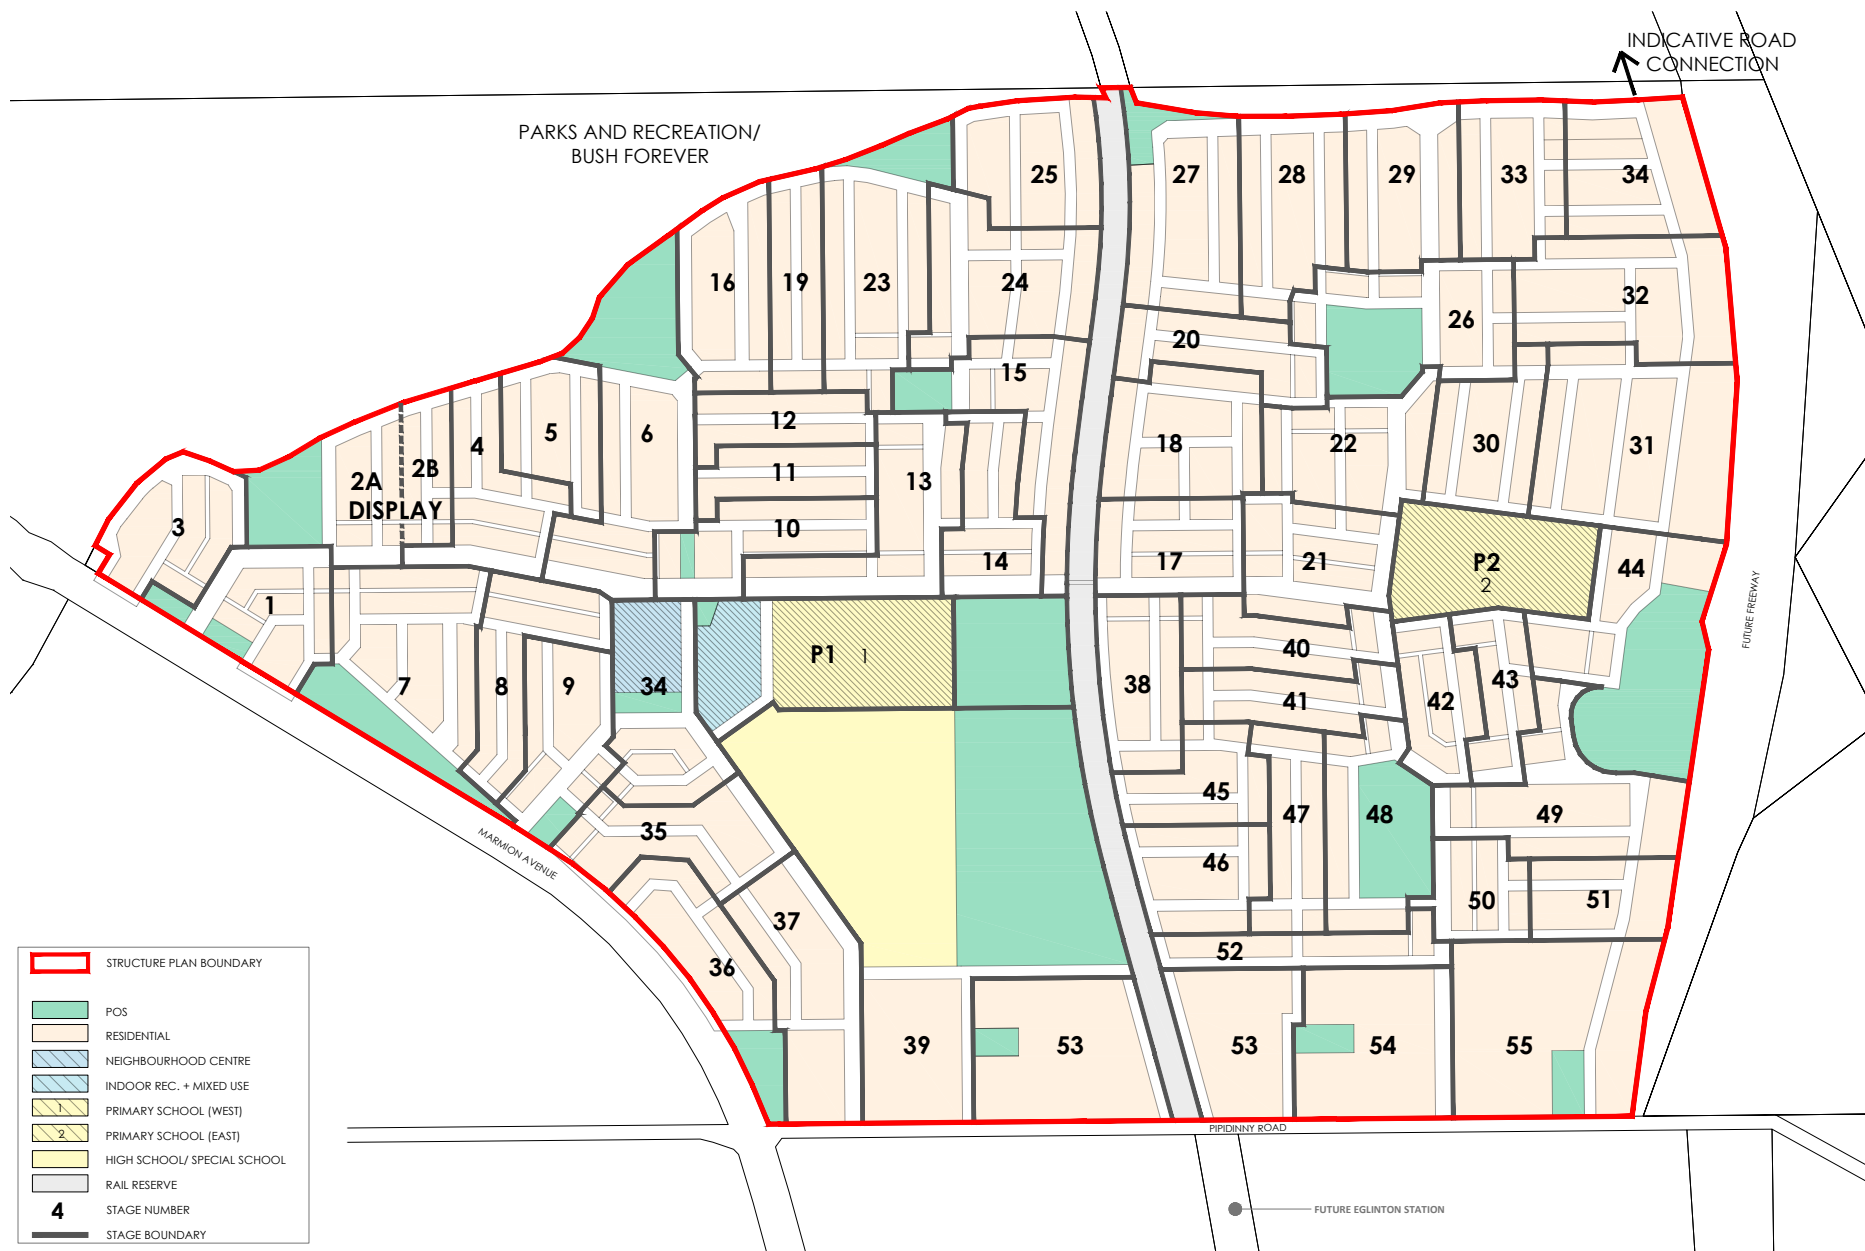 INDICATIVE ROAD
CONNECTION
PARKS AND RECREATION/
BUSH FOREVER
25
27
28
29
33
34
16
19
23
24
26
32
20
15
12
18
22
30
31
6
5
4
2B
2A
DISPLAY
11
13
10
14
17
21
P2
2
44
3
1
FUTURE FREEWAY
P1 1
40
38
41
42
43
7
8
9
34
45
47
48
49
35
46
50
51
MARMION AVENUE
37
36
52
39
53
53
54
55
PIPIDINNY ROAD
FUTURE EGLINTON STATION
STRUCTURE PLAN BOUNDARY
POS
RESIDENTIAL
NEIGHBOURHOOD CENTRE
INDOOR REC. + MIXED USE
1 PRIMARY SCHOOL (WEST)
2 PRIMARY SCHOOL (EAST)
HIGH SCHOOL/ SPECIAL SCHOOL
RAIL RESERVE
4 STAGE NUMBER
STAGE BOUNDARY